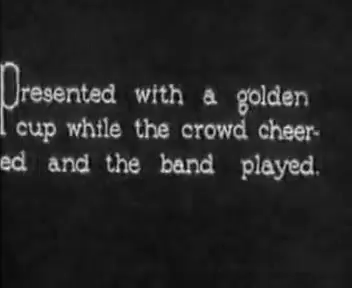 Presented with a golden
cup while the crowd cheer-
ed and the band played.